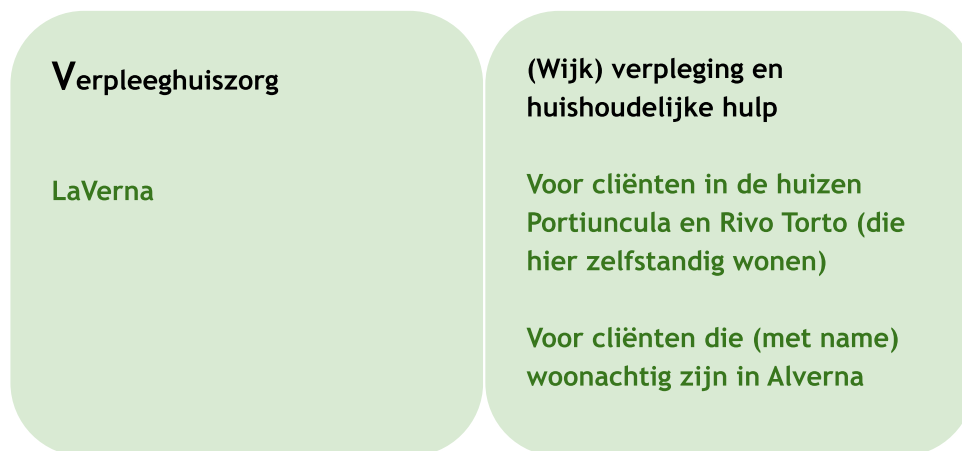 Verpleeghuiszorg
LaVerna
(Wijk) verpleging en
huishoudelijke hulp
Voor cliënten in de huizen
Portiuncula en Rivo Torto (die
hier zelfstandig wonen)
Voor cliënten die (met name)
woonachtig zijn in Alverna